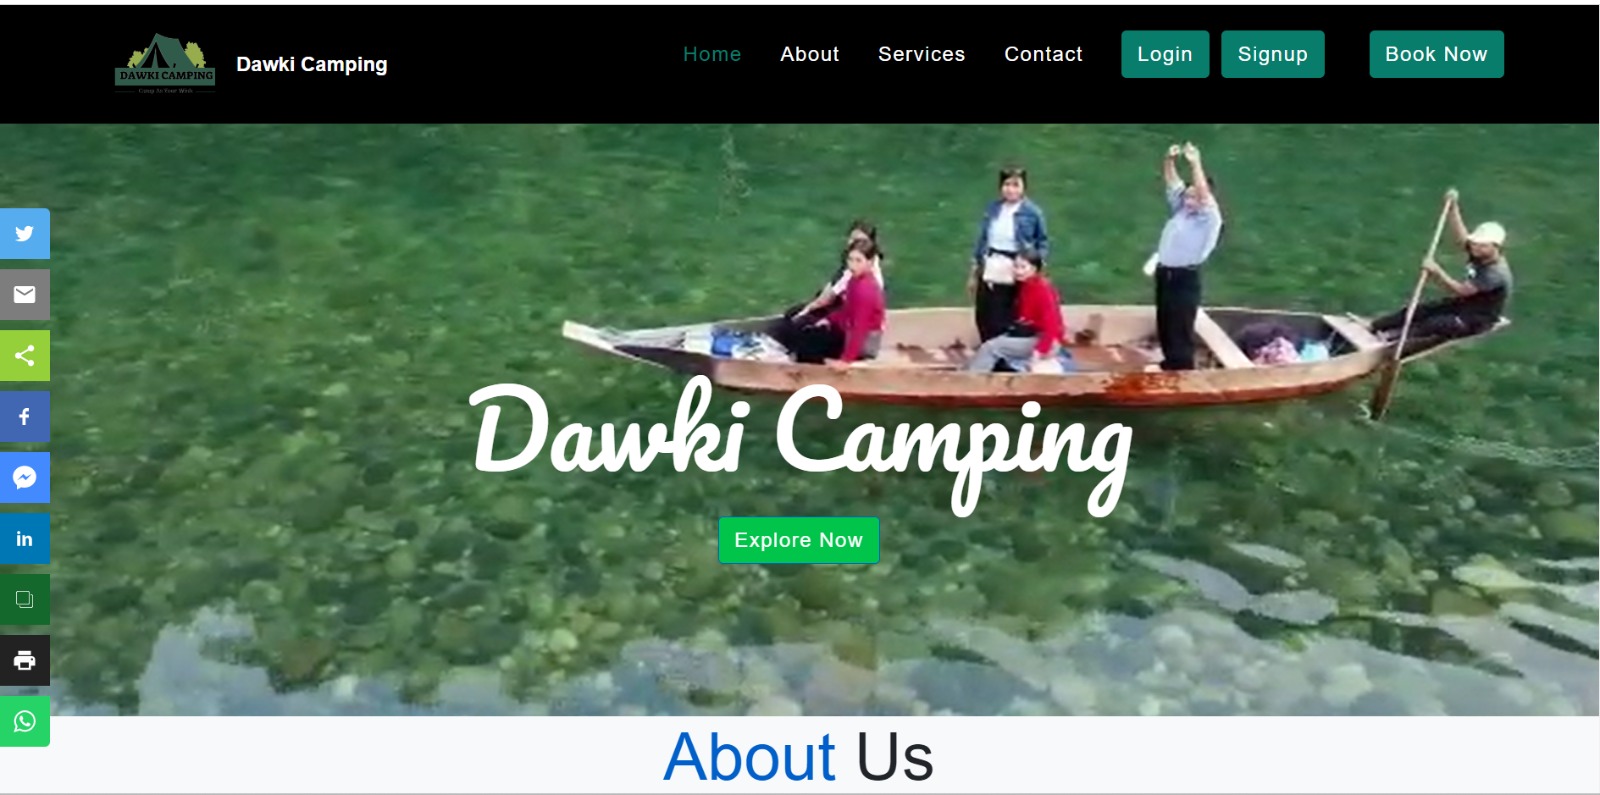 DAWKI CAMPING
Camp At Your Wish
Dawki Camping
Home
About
Services
Contact
Login
Signup
Book Now
Dawki Camping
Explore Now
About Us